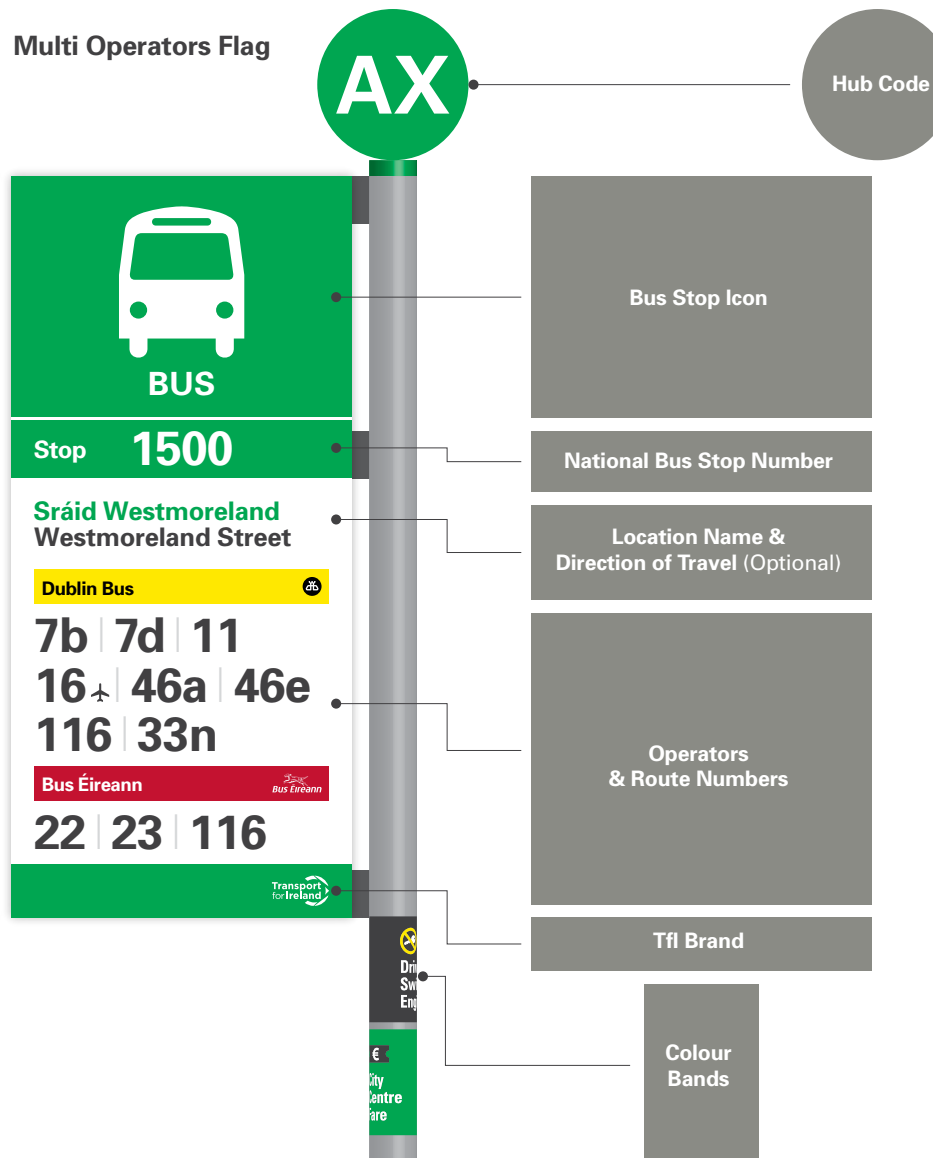 Multi Operators Flag
AX
Hub Code
BUS
Bus Stop Icon
Stop 1500
National Bus Stop Number
Sráid Westmoreland
Westmoreland Street
Location Name &
Direction of Travel (Optional)
Dublin Bus
7b | 7d | 11
16 | 46a | 46e
116 | 33n
Operators
& Route Numbers
Bus Éireann
Bus Éireann
22 | 23 | 116
Transport
for Ireland
TfI Brand
Colour
Bands
€
Centre